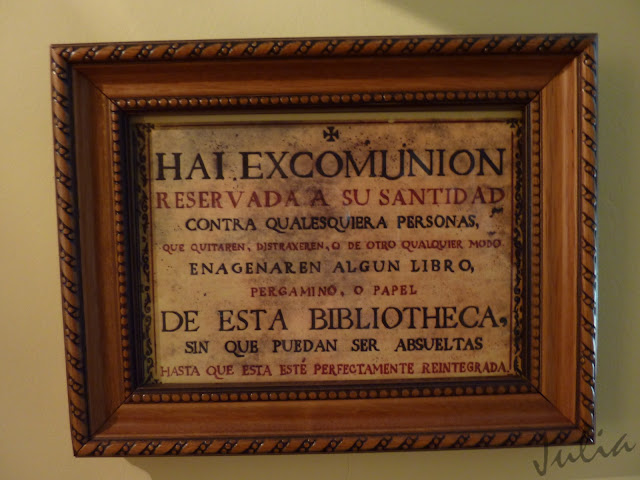 HAI EXCOMUNION
RESERVADA A SU SANTIDAD
CONTRA QUALESQUIERA PERSONAS,
QUE QUITAREN, DISTRAXEREN, O DE OTRO QUALQUIER MODO
ENAGENAREN ALGUN LIBRO,
PERGAMINO, O PAPEL
DE ESTA BIBLIOTHECA,
SIN QUE PUEDAN SER ABSUELTAS
HASTA QUE ESTA ESTÉ PERFECTAMENTE REINTEGRADA.
Julia